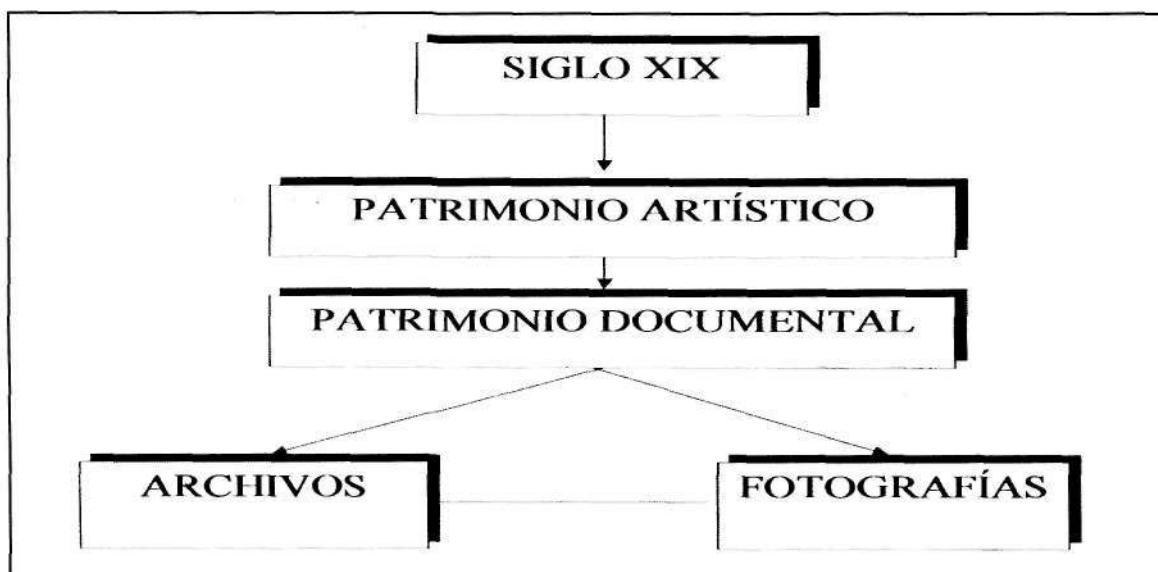 SIGLO XIX
PATRIMONIO ARTÍSTICO
PATRIMONIO DOCUMENTAL
ARCHIVOS
FOTOGRAFÍAS